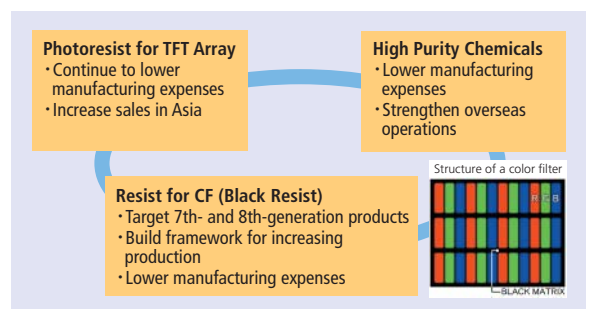 Photoresist for TFT Array
・Continue to lower
manufacturing expenses
・Increase sales in Asia
High Purity Chemicals
・Lower manufacturing
expenses
・Strengthen overseas
operations
Resist for CF (Black Resist)
・Target 7th- and 8th-generation products
・Build framework for increasing
production
・Lower manufacturing expenses
Structure of a color filter
R G B
BLACK MATRIX